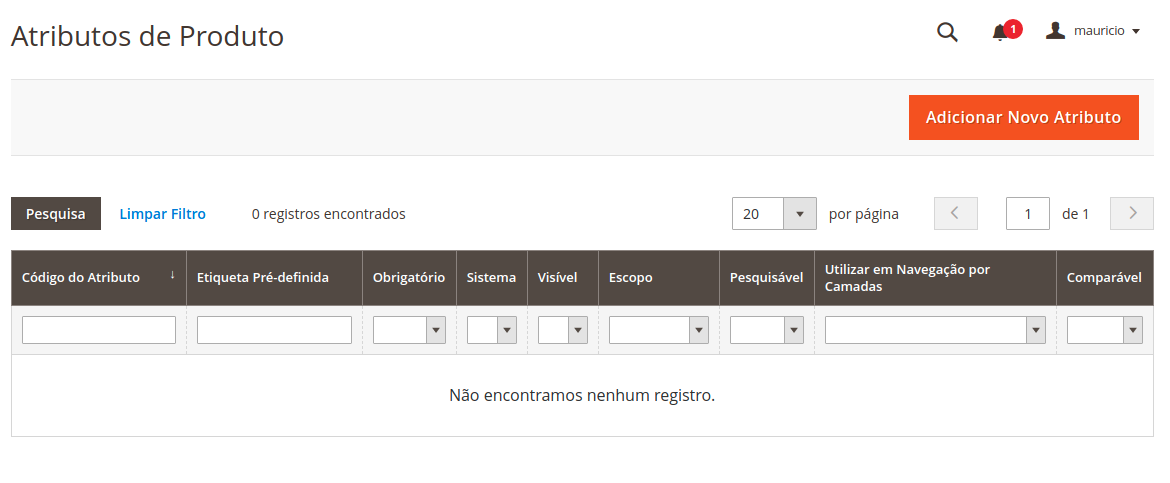 Atributos de Produto
1
mauricio
Adicionar Novo Atributo
Pesquisa Limpar Filtro 0 registros encontrados 20 por página 1 de 1
Código do Atributo ↓ Etiqueta Pré-definida Obrigatório Sistema Visível Escopo Pesquisável Utilizar em Navegação por
Camadas Comparável
Não encontramos nenhum registro.